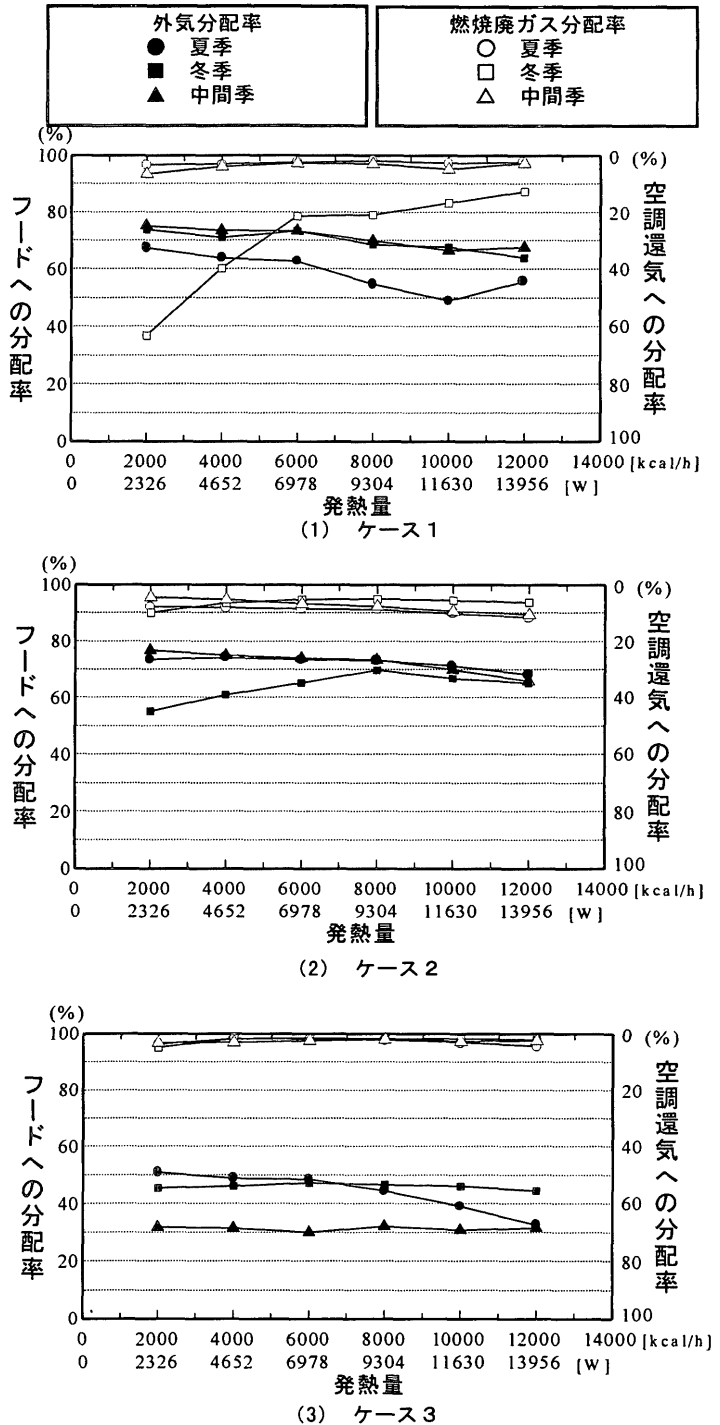 外気分配率
● 夏季
■ 冬季
▲ 中間季
燃焼廃ガス分配率
○ 夏季
□ 冬季
△ 中間季
(%)
フードへの分配率
100
80
60
40
20
0
0 (%)
20
40
60
80
100
空調還気への分配率
0 2000 4000 6000 8000 10000 12000 14000 [kcal/h]
0 2326 4652 6978 9304 11630 13956 [W]
発熱量
(1) ケース1
(%)
フードへの分配率
100
80
60
40
20
0
0 (%)
20
40
60
80
100
空調還気への分配率
0 2000 4000 6000 8000 10000 12000 14000 [kcal/h]
0 2326 4652 6978 9304 11630 13956 [W]
発熱量
(2) ケース2
(%)
フードへの分配率
100
80
60
40
20
0
0 (%)
20
40
60
80
100
空調還気への分配率
0 2000 4000 6000 8000 10000 12000 14000 [kcal/h]
0 2326 4652 6978 9304 11630 13956 [W]
発熱量
(3) ケース3